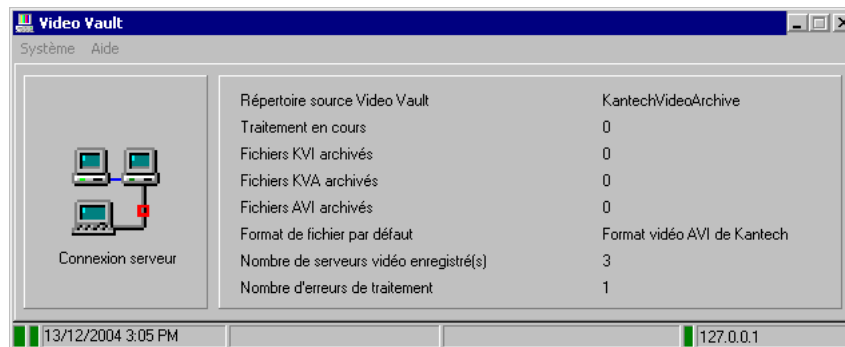 Video Vault
Système Aide
Connexion serveur
Répertoire source Video Vault KantechVideoArchive
Traitement en cours 0
Fichiers KVI archivés 0
Fichiers KVA archivés 0
Fichiers AVI archivés 0
Format de fichier par défaut Format vidéo AVI de Kantech
Nombre de serveurs vidéo enregistré(s) 3
Nombre d'erreurs de traitement 1
13/12/2004 3:05 PM 127.0.0.1